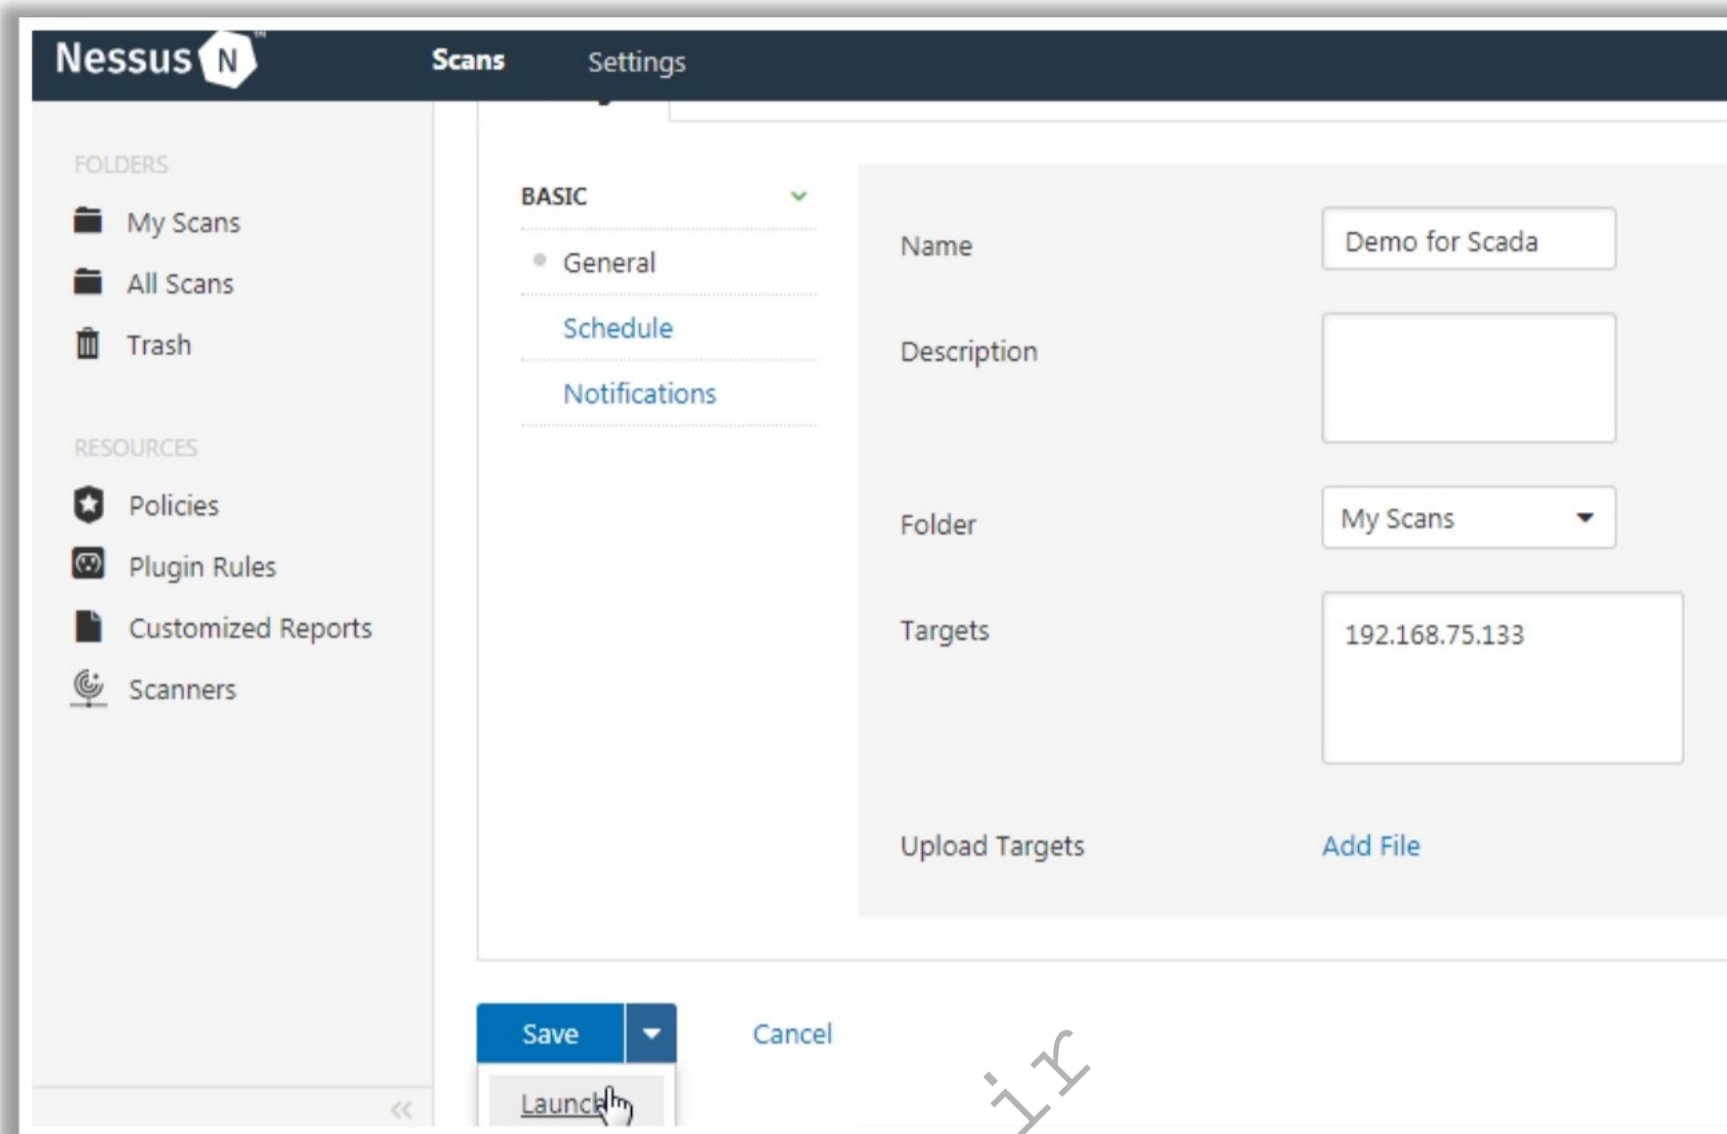 Nessus N ™
Scans Settings
FOLDERS
My Scans
All Scans
Trash
RESOURCES
Policies
Plugin Rules
Customized Reports
Scanners
BASIC
General
Schedule
Notifications
Name Demo for Scada
Description
Folder My Scans
Targets 192.168.75.133
Upload Targets Add File
Save Cancel
Launch
ir